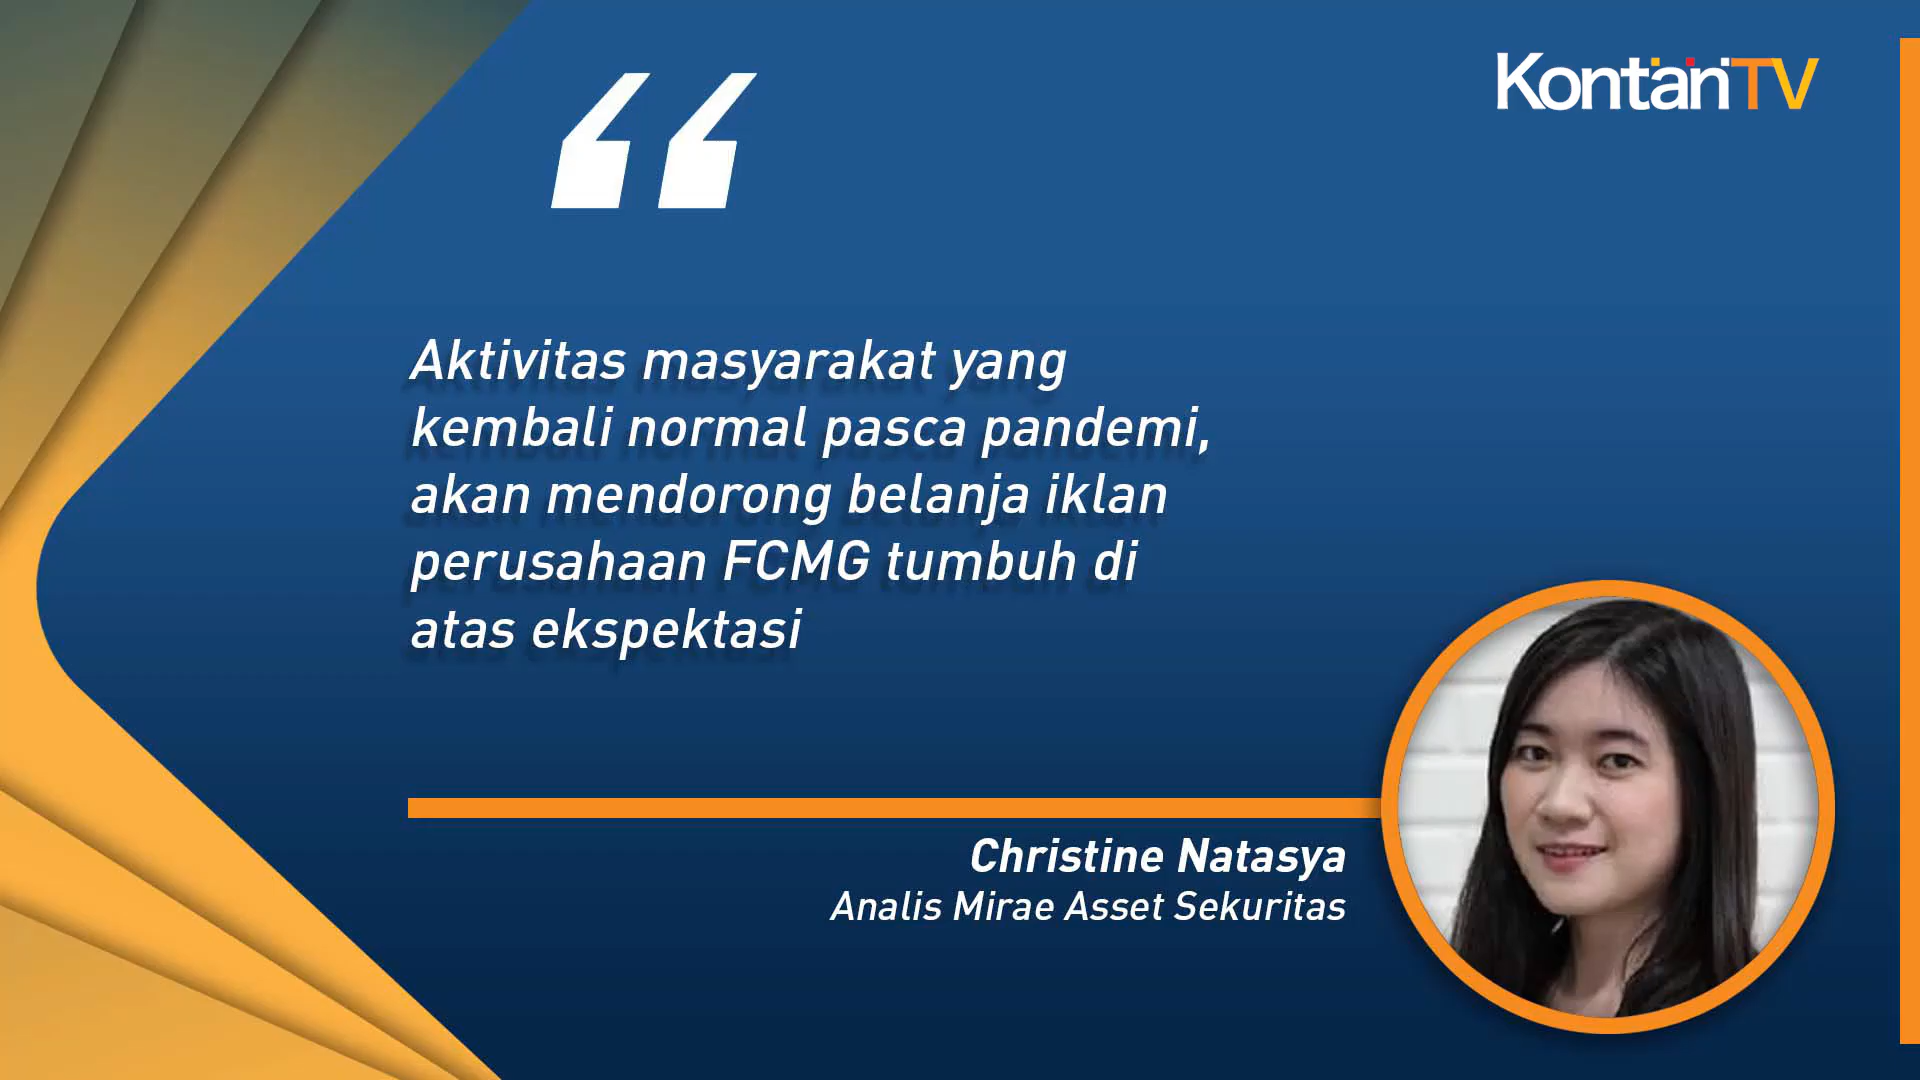 KontanTV
“
Aktivitas masyarakat yang
kembali normal pasca pandemi,
akan mendorong belanja iklan
perusahaan FCMG tumbuh di
atas ekspektasi
Christine Natasya
Analis Mirae Asset Sekuritas